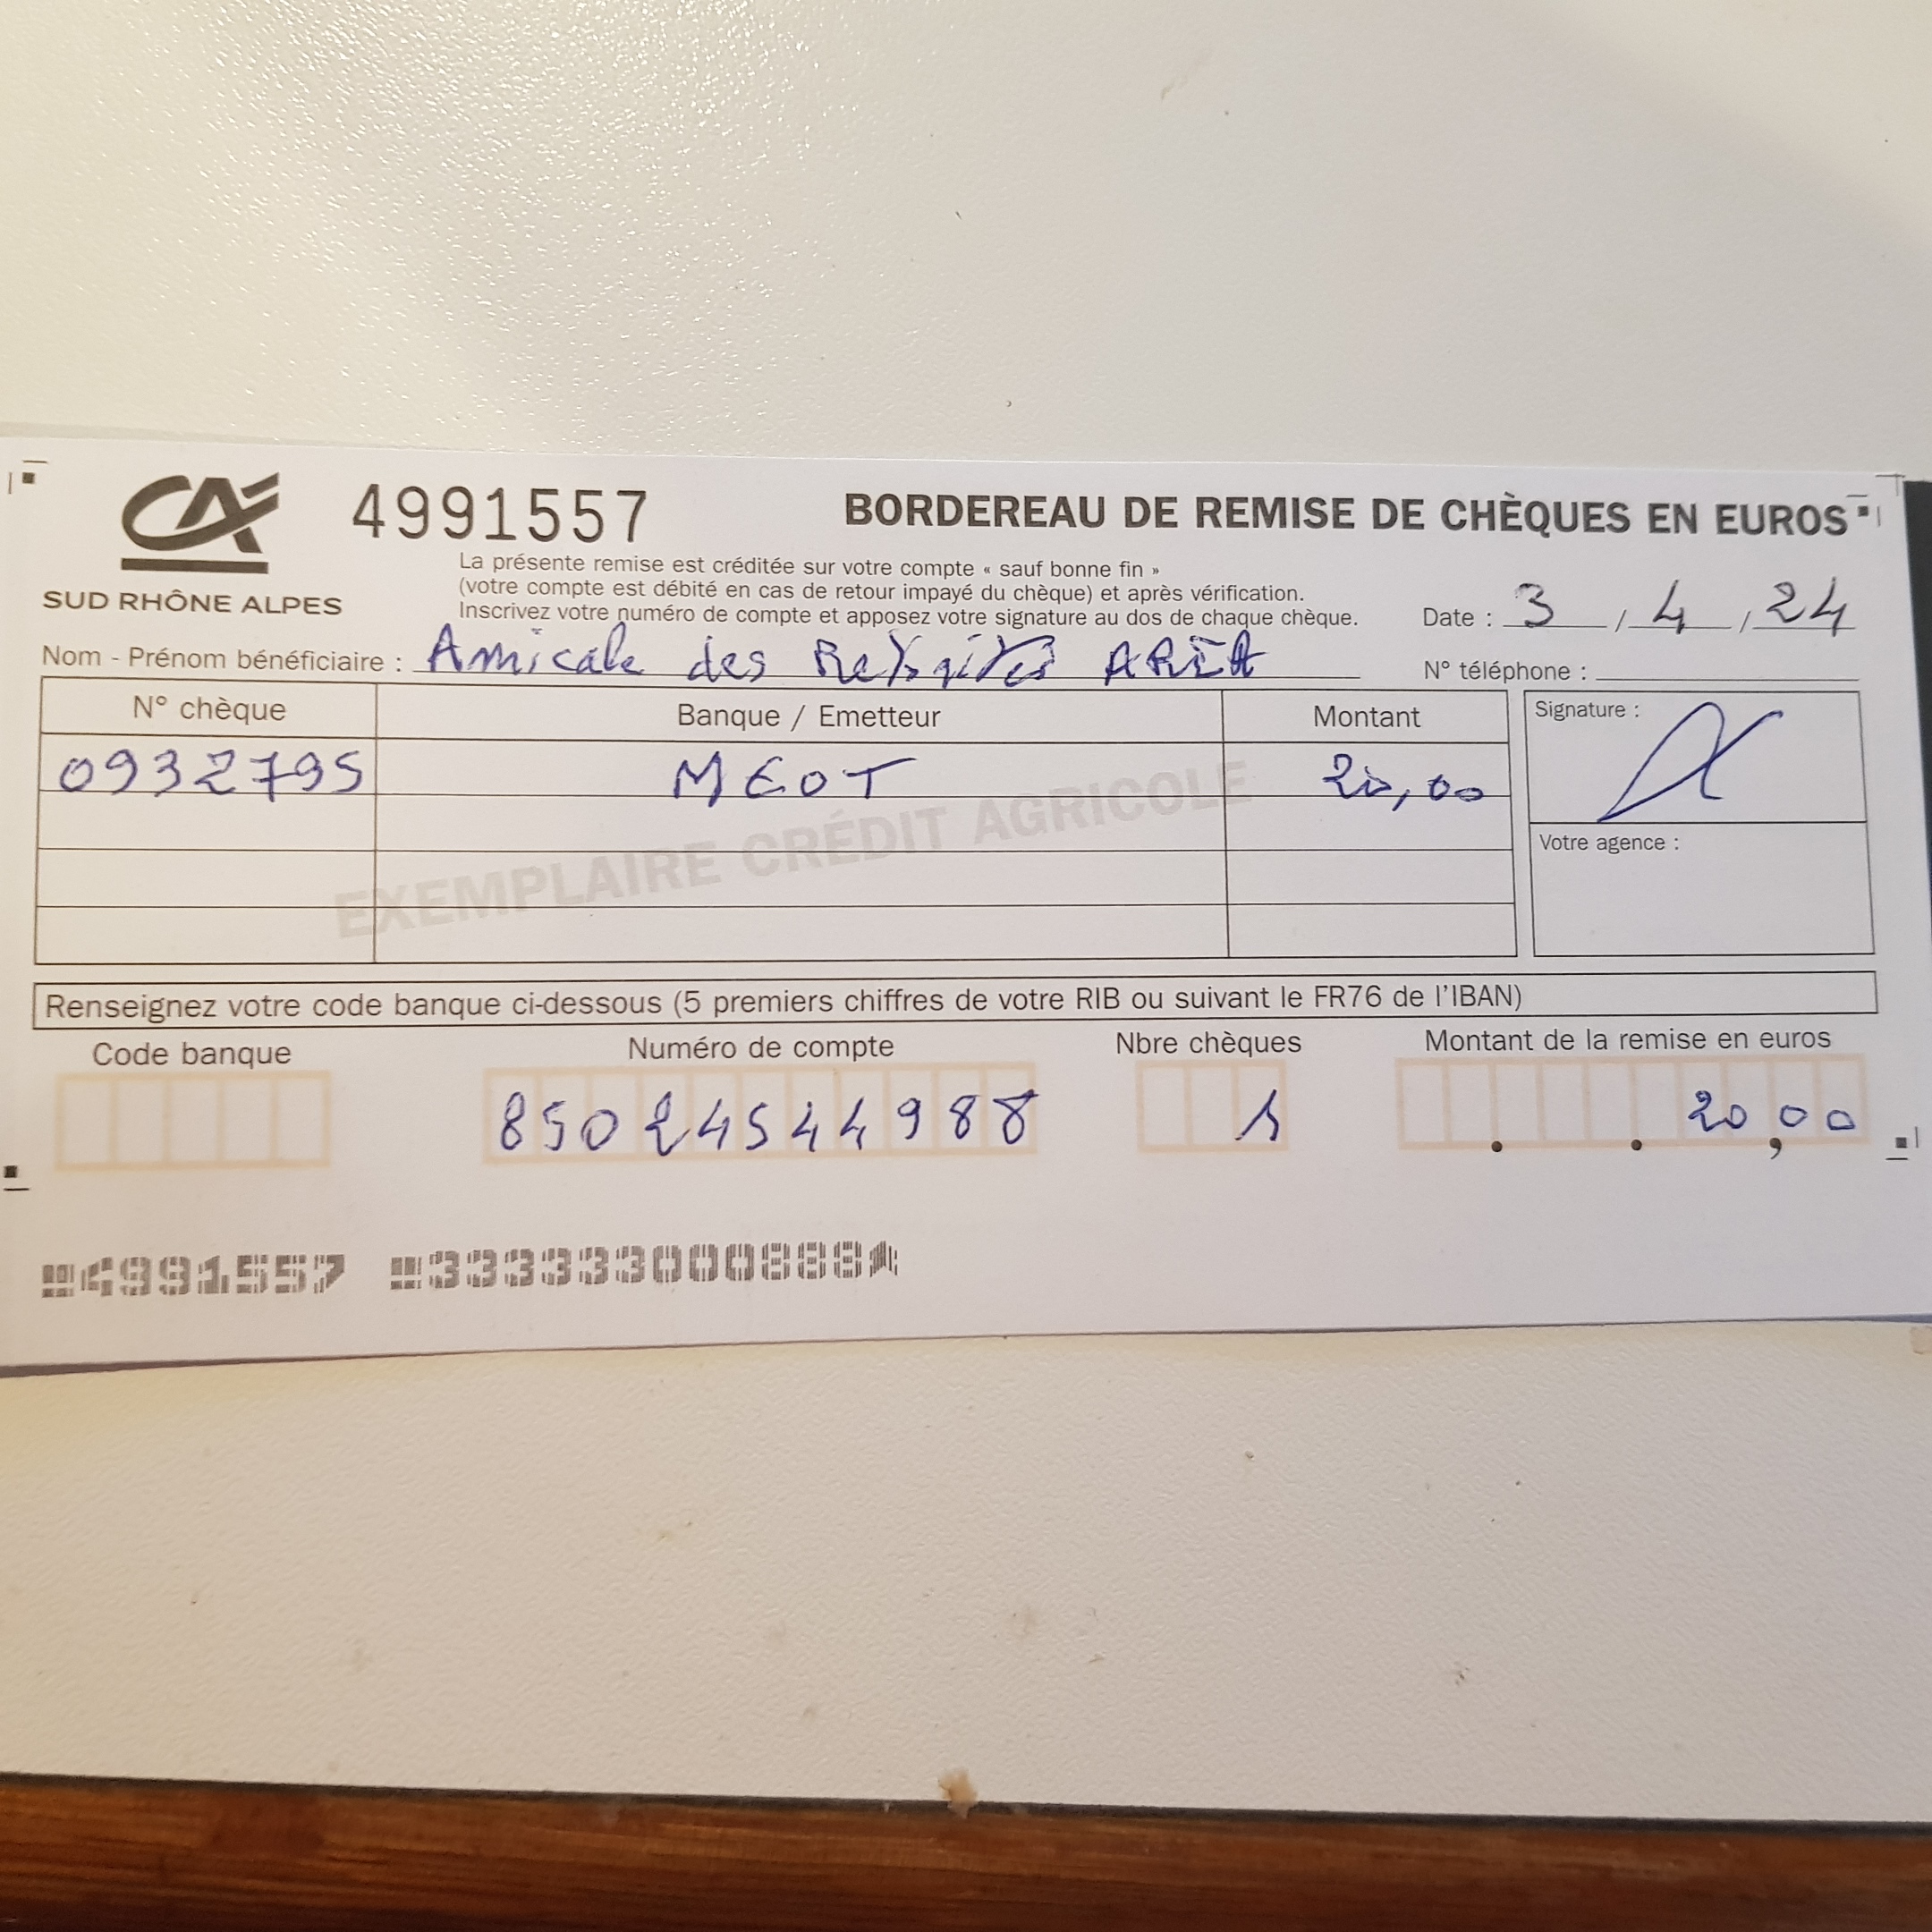 CA
4991557
BORDEREAU DE REMISE DE CHÈQUES EN EUROS
SUD RHÔNE ALPES
La présente remise est créditée sur votre compte « sauf bonne fin »
(votre compte est débité en cas de retour impayé du chèque) et après vérification.
Inscrivez votre numéro de compte et apposez votre signature au dos de chaque chèque.
Date : 3 / 4 / 24
Nom - Prénom bénéficiaire : Amicale des Retraités AREA
N° téléphone :
N° chèque Banque / Emetteur Montant
Signature :
0932795 MEOT 20,00
EXEMPLAIRE CRÉDIT AGRICOLE
Votre agence :
Renseignez votre code banque ci-dessous (5 premiers chiffres de votre RIB ou suivant le FR76 de l'IBAN)
Code banque Numéro de compte Nbre chèques Montant de la remise en euros
85024544988 1 20,00
4991557 333333000888